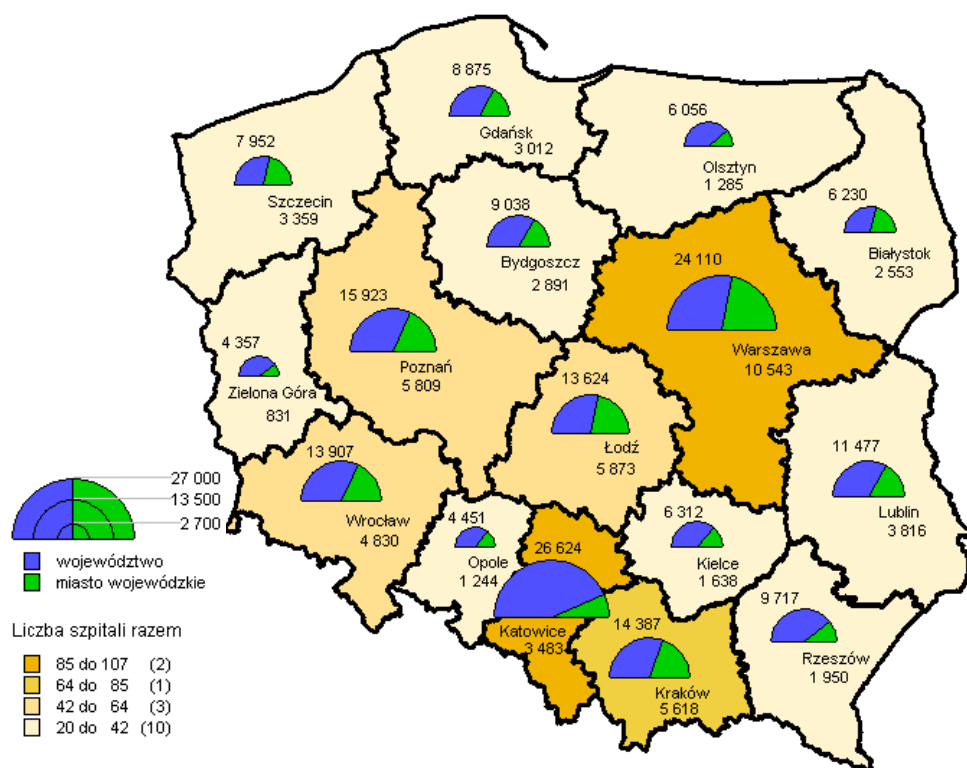 8 875
Gdańsk
3 012
6 056
Olsztyn
1 285
7 952
Szczecin
3 359
9 038
Bydgoszcz
2 891
6 230
Białystok
2 553
24 110
Warszawa
10 543
15 923
Poznań
5 809
4 357
Zielona Góra
831
13 624
Łodź
5 873
13 907
Wrocław
4 830
11 477
Lublin
3 816
4 451
Opole
1 244
26 624
Katowice
3 483
6 312
Kielce
1 638
14 387
Kraków
5 618
9 717
Rzeszów
1 950
27 000
13 500
2 700
województwo
miasto wojewódzkie
Liczba szpitali razem
85 do 107 (2)
64 do 85 (1)
42 do 64 (3)
20 do 42 (10)